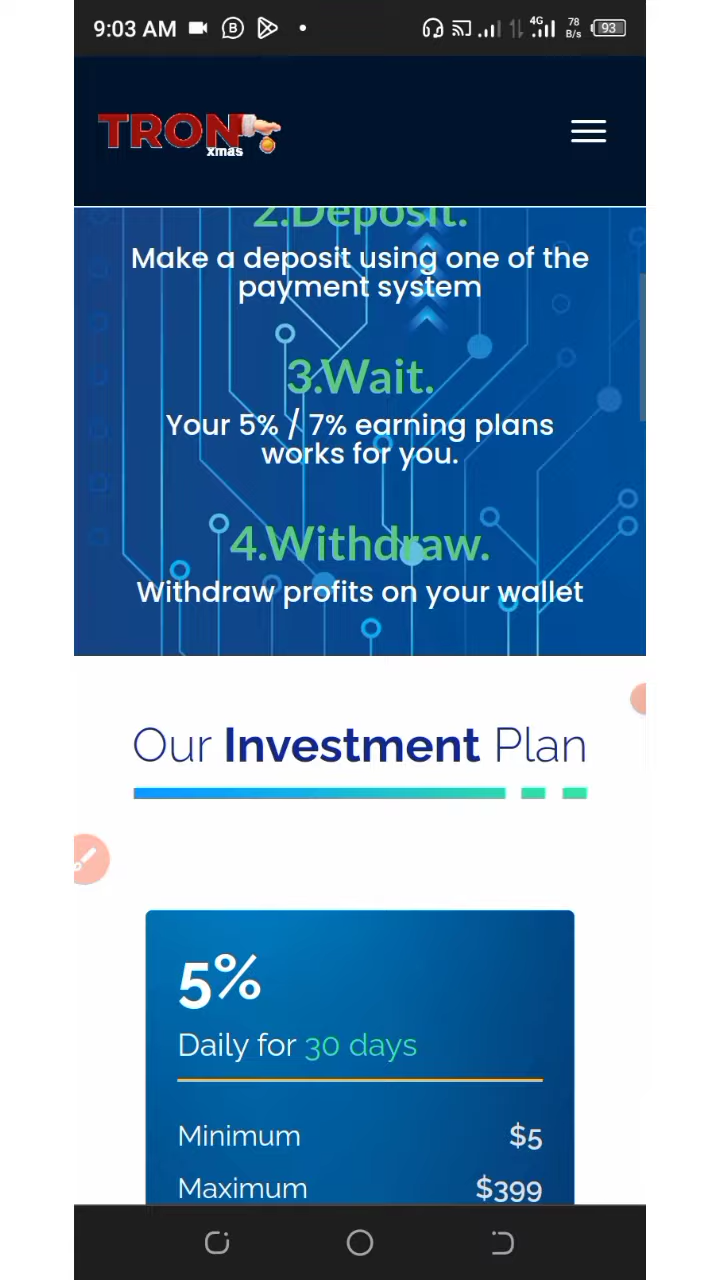 9:03 AM
4G
78
B/s
93
TRON
xmas
2.Deposit.
Make a deposit using one of the
payment system
3.Wait.
Your 5% / 7% earning plans
works for you.
4.Withdraw.
Withdraw profits on your wallet
Our Investment Plan
5%
Daily for 30 days
Minimum $5
Maximum $399